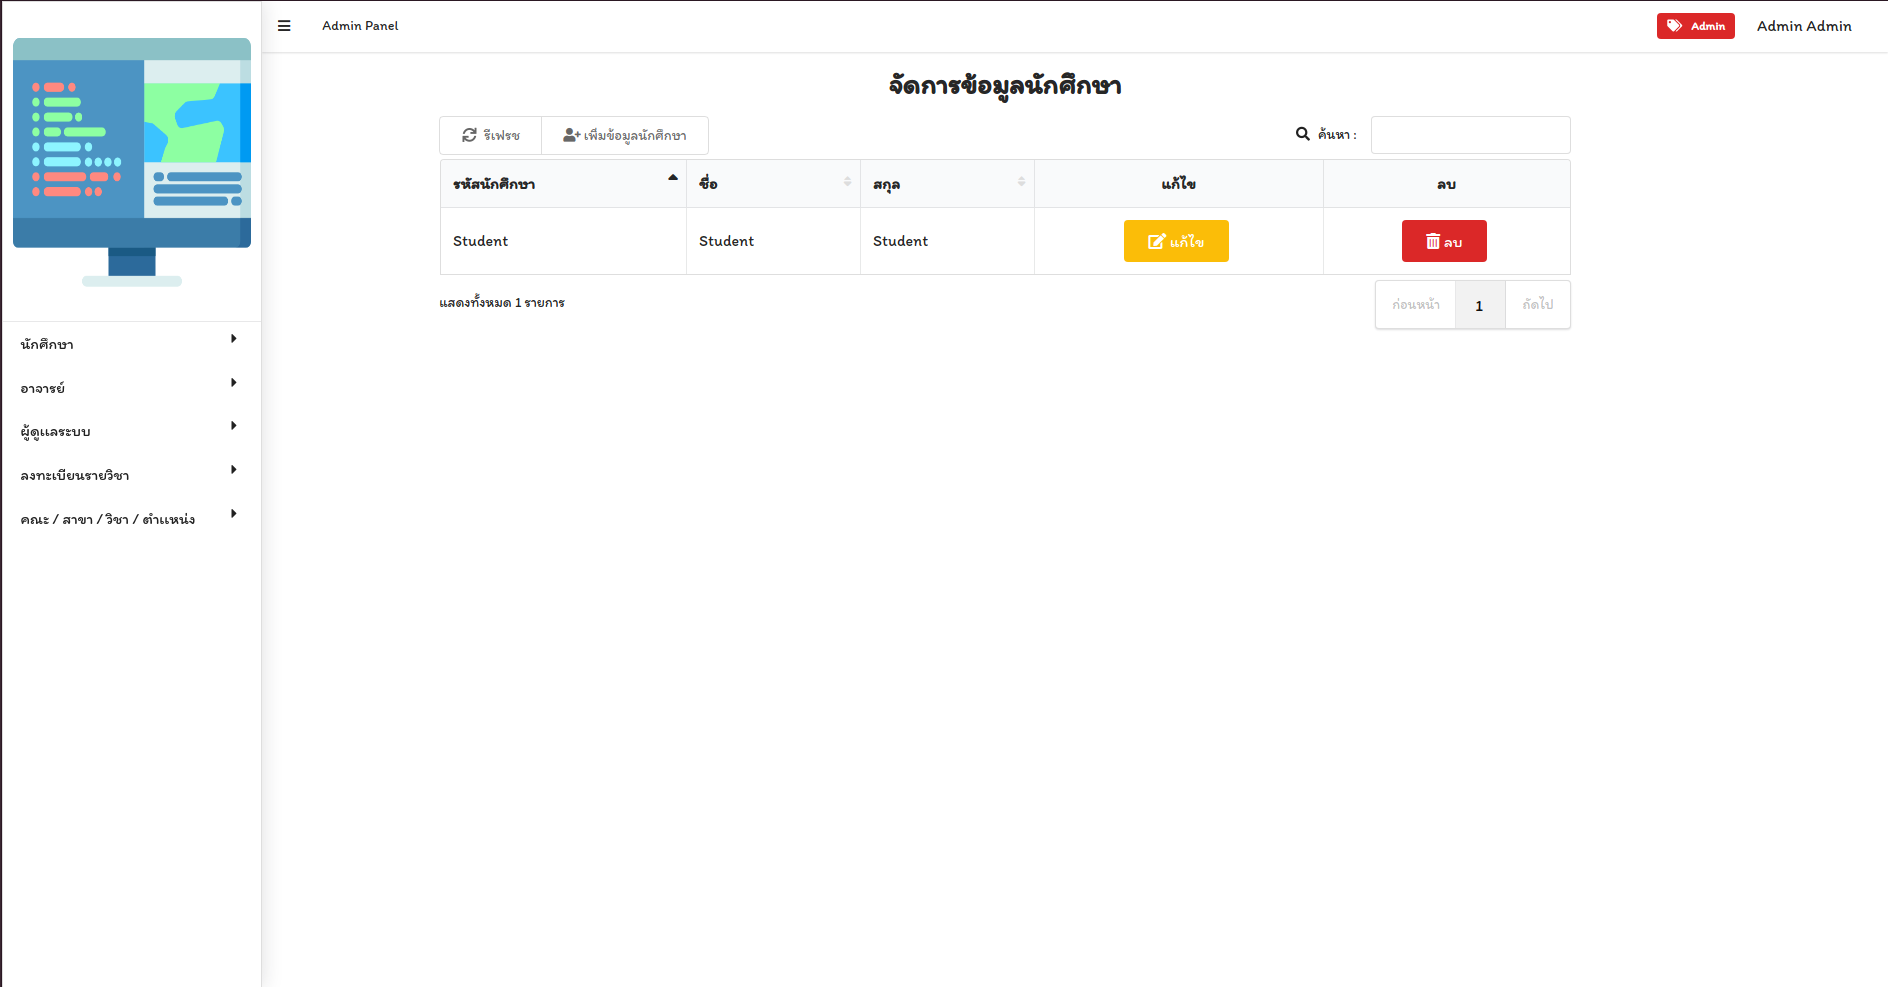 Admin Panel
Admin
Admin Admin
จัดการข้อมูลนักศึกษา
รีเฟรช
เพิ่มข้อมูลนักศึกษา
ค้นหา :
รหัสนักศึกษา
ชื่อ
สกุล
แก้ไข
ลบ
Student
Student
Student
แก้ไข
ลบ
แสดงทั้งหมด 1 รายการ
ก่อนหน้า
1
ถัดไป
นักศึกษา
อาจารย์
ผู้ดูแลระบบ
ลงทะเบียนรายวิชา
คณะ / สาขา / วิชา / ตำแหน่ง